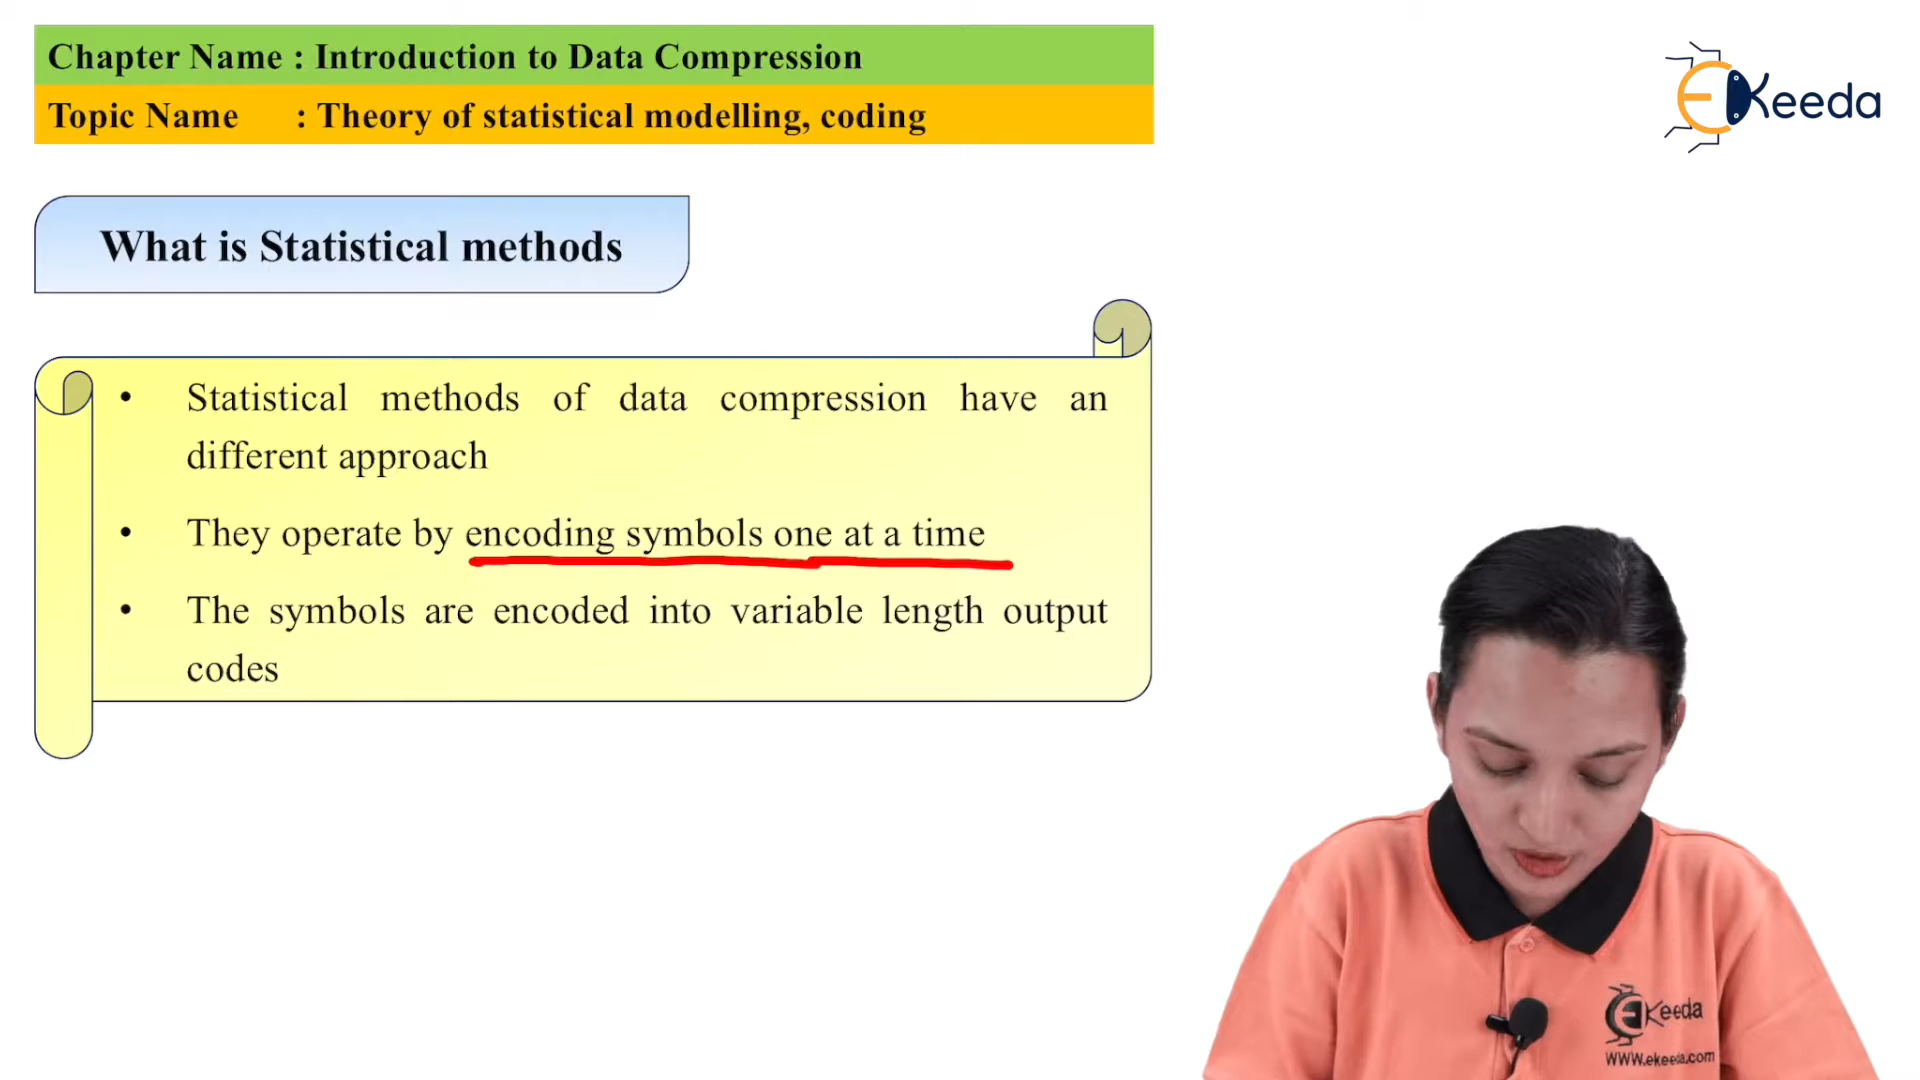 Chapter Name : Introduction to Data Compression
Topic Name : Theory of statistical modelling, coding
EKeeda
What is Statistical methods
• Statistical methods of data compression have an
different approach
• They operate by encoding symbols one at a time
• The symbols are encoded into variable length output
codes
EKeeda
WWW.ekeeda.com